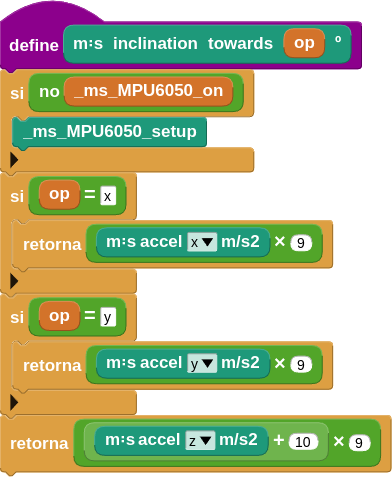 define m:s inclination towards op º
si no _ms_MPU6050_on
_ms_MPU6050_setup
si op = x
retorna m:s accel x m/s2 × 9
si op = y
retorna m:s accel y m/s2 × 9
retorna m:s accel z m/s2 + 10 × 9